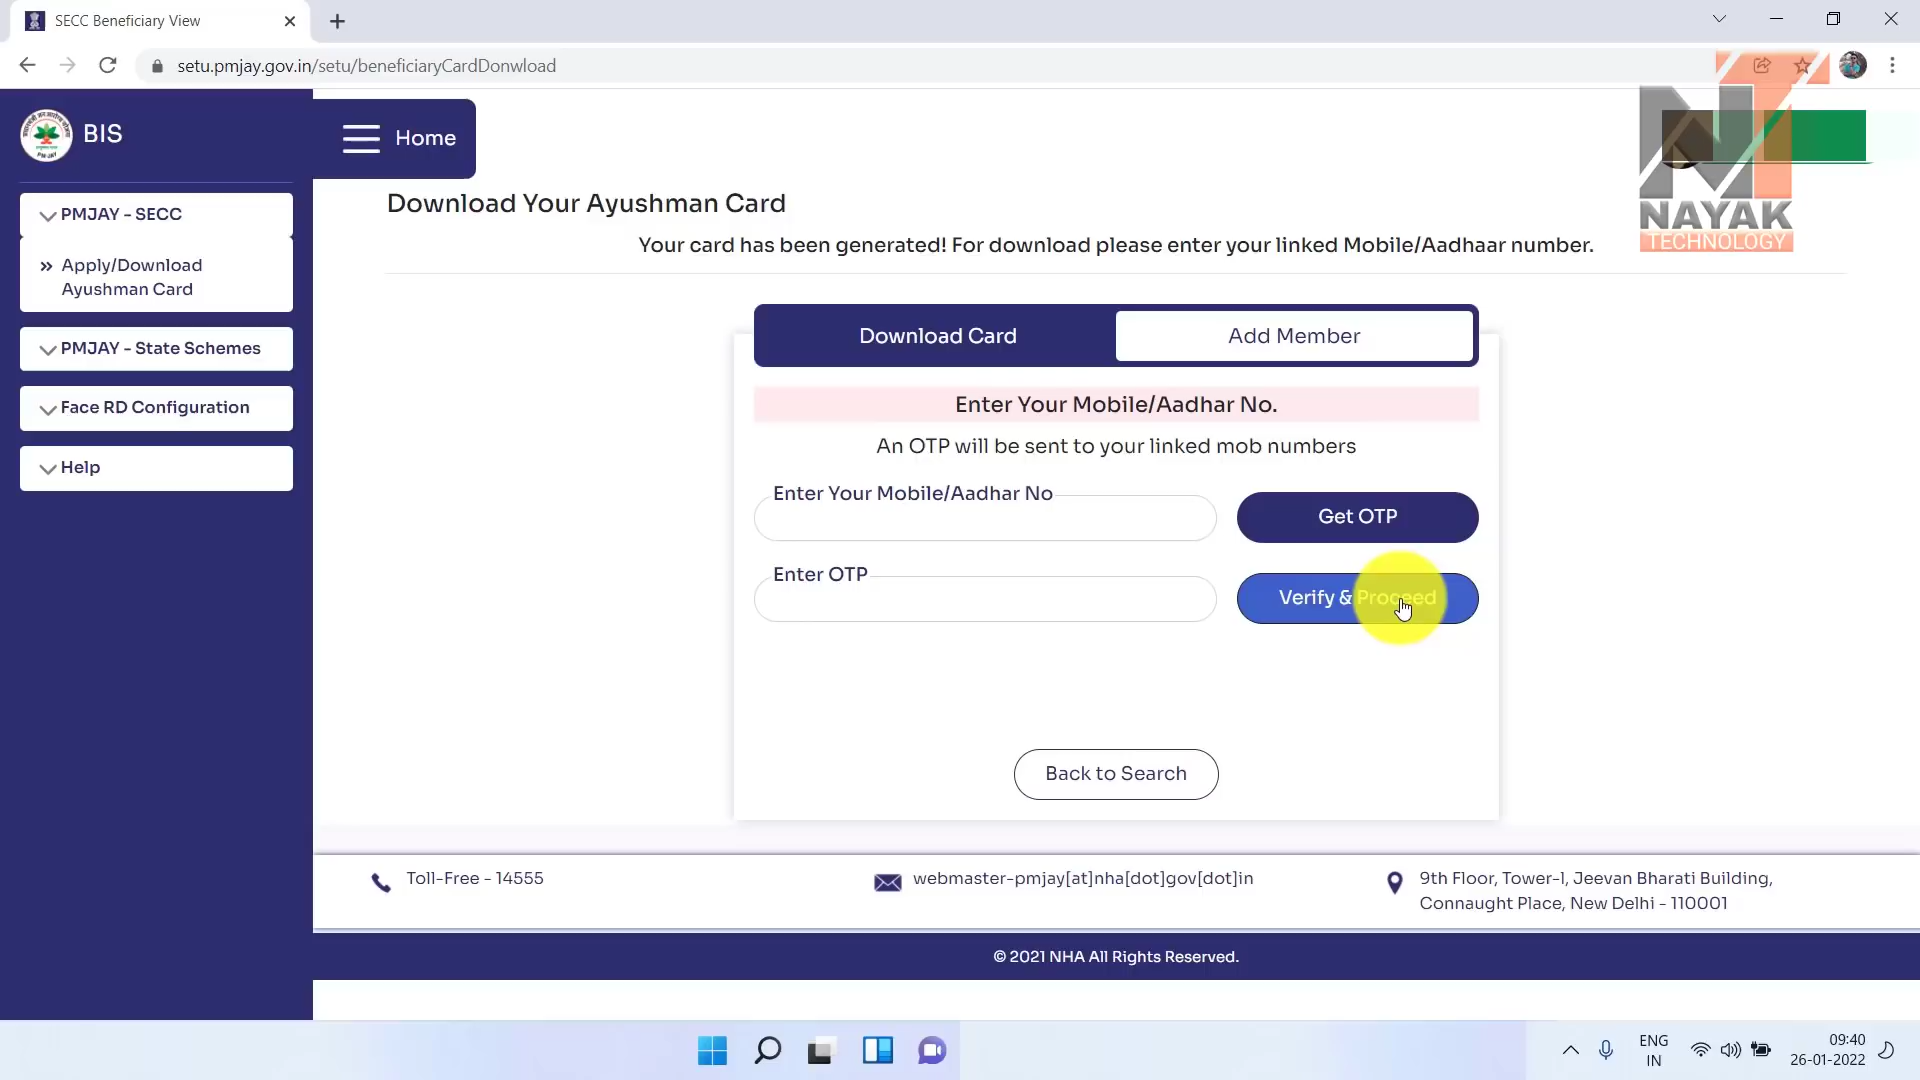 SECC Beneficiary View
setu.pmjay.gov.in/setu/beneficiaryCardDonwload
BIS
Home
PMJAY - SECC
Apply/Download
Ayushman Card
PMJAY - State Schemes
Face RD Configuration
Help
NAYAK
TECHNOLOGY
Download Your Ayushman Card
Your card has been generated! For download please enter your linked Mobile/Aadhaar number.
Download Card
Add Member
Enter Your Mobile/Aadhar No.
An OTP will be sent to your linked mob numbers
Enter Your Mobile/Aadhar No
Get OTP
Enter OTP
Verify & Proceed
Back to Search
Toll-Free - 14555
webmaster-pmjay[at]nha[dot]gov[dot]in
9th Floor, Tower-l, Jeevan Bharati Building,
Connaught Place, New Delhi - 110001
© 2021 NHA All Rights Reserved.
ENG
IN
09:40
26-01-2022